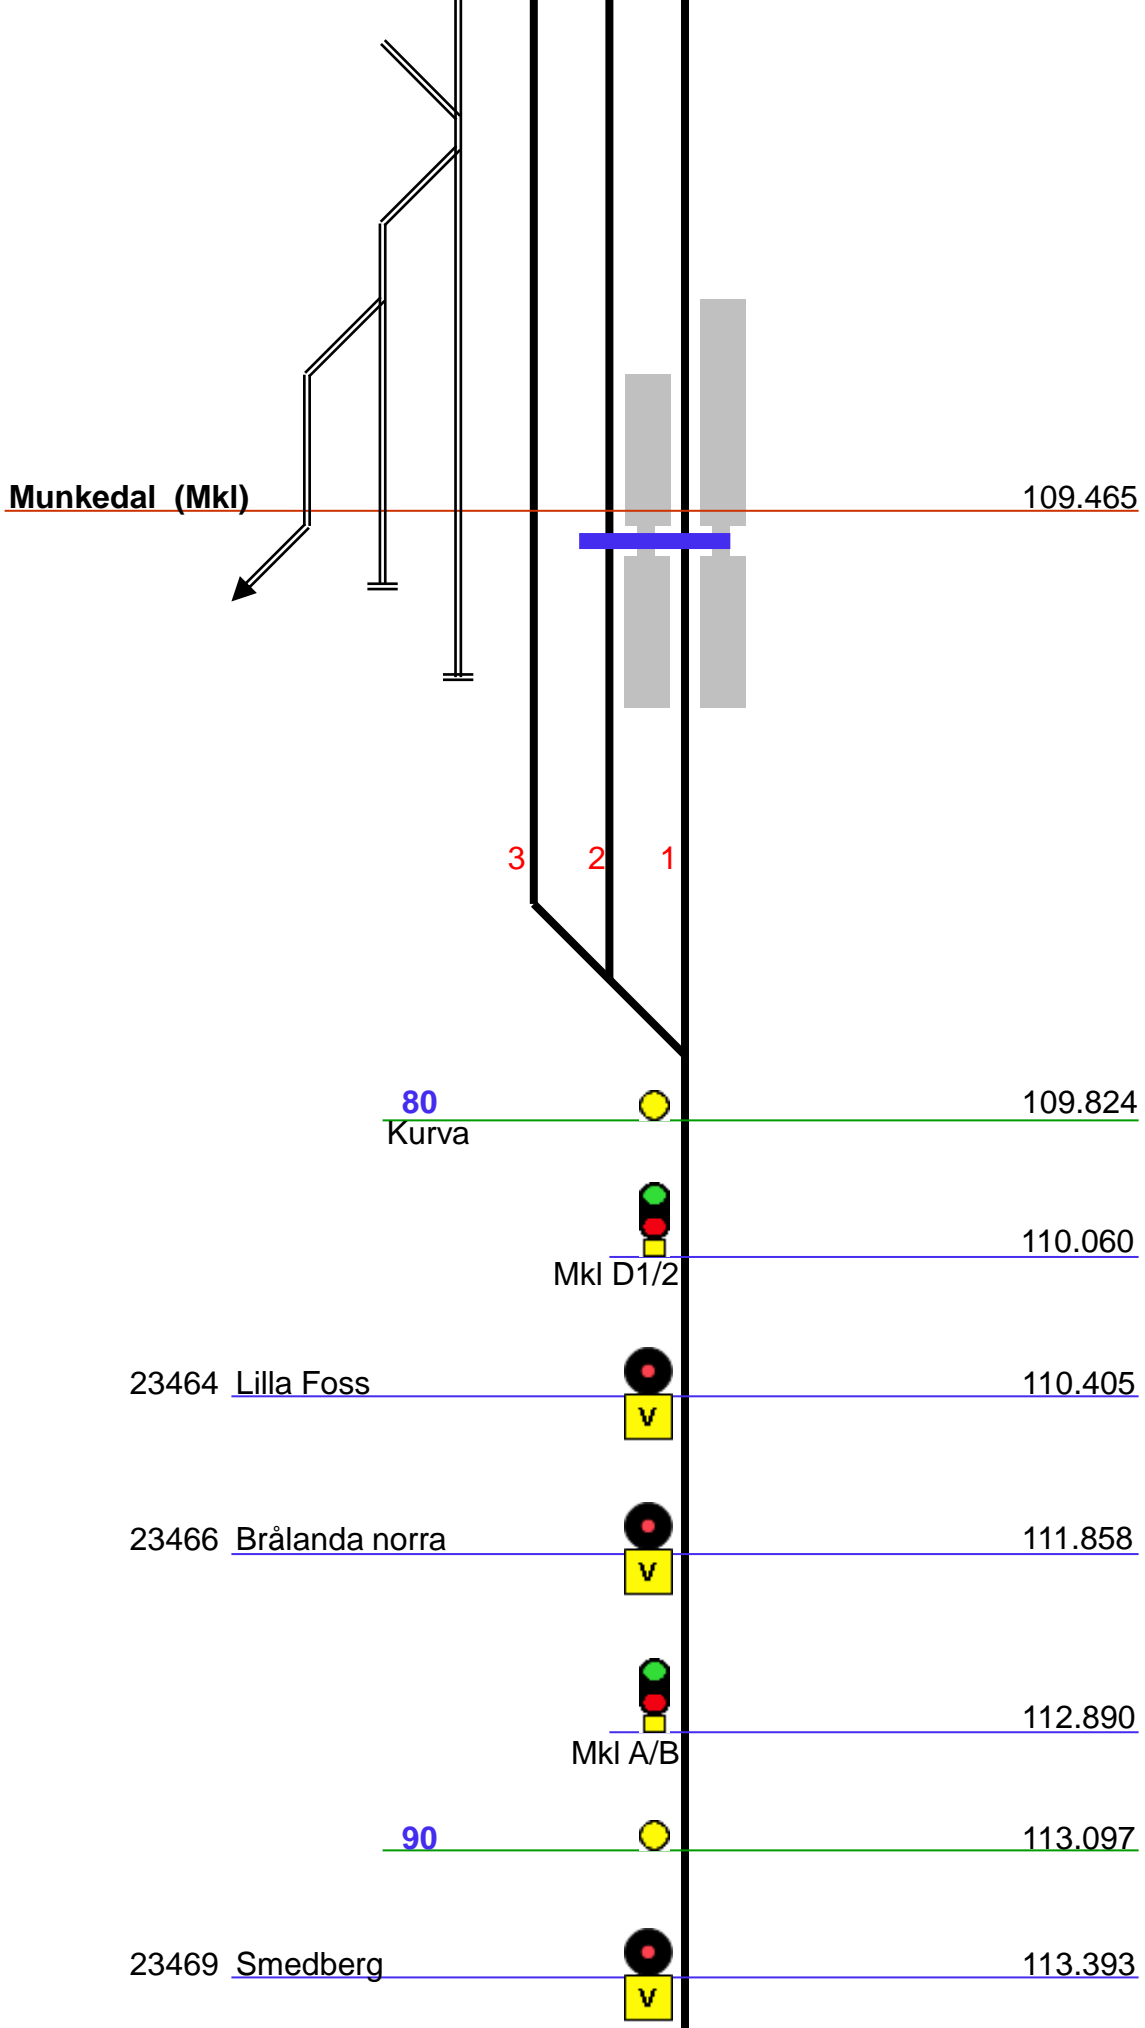 Munkedal (Mkl) 109.465
3 2 1
80 109.824
Kurva
110.060
Mkl D1/2
23464 Lilla Foss 110.405
V
23466 Brålanda norra 111.858
V
112.890
Mkl A/B
90 113.097
23469 Smedberg 113.393
V